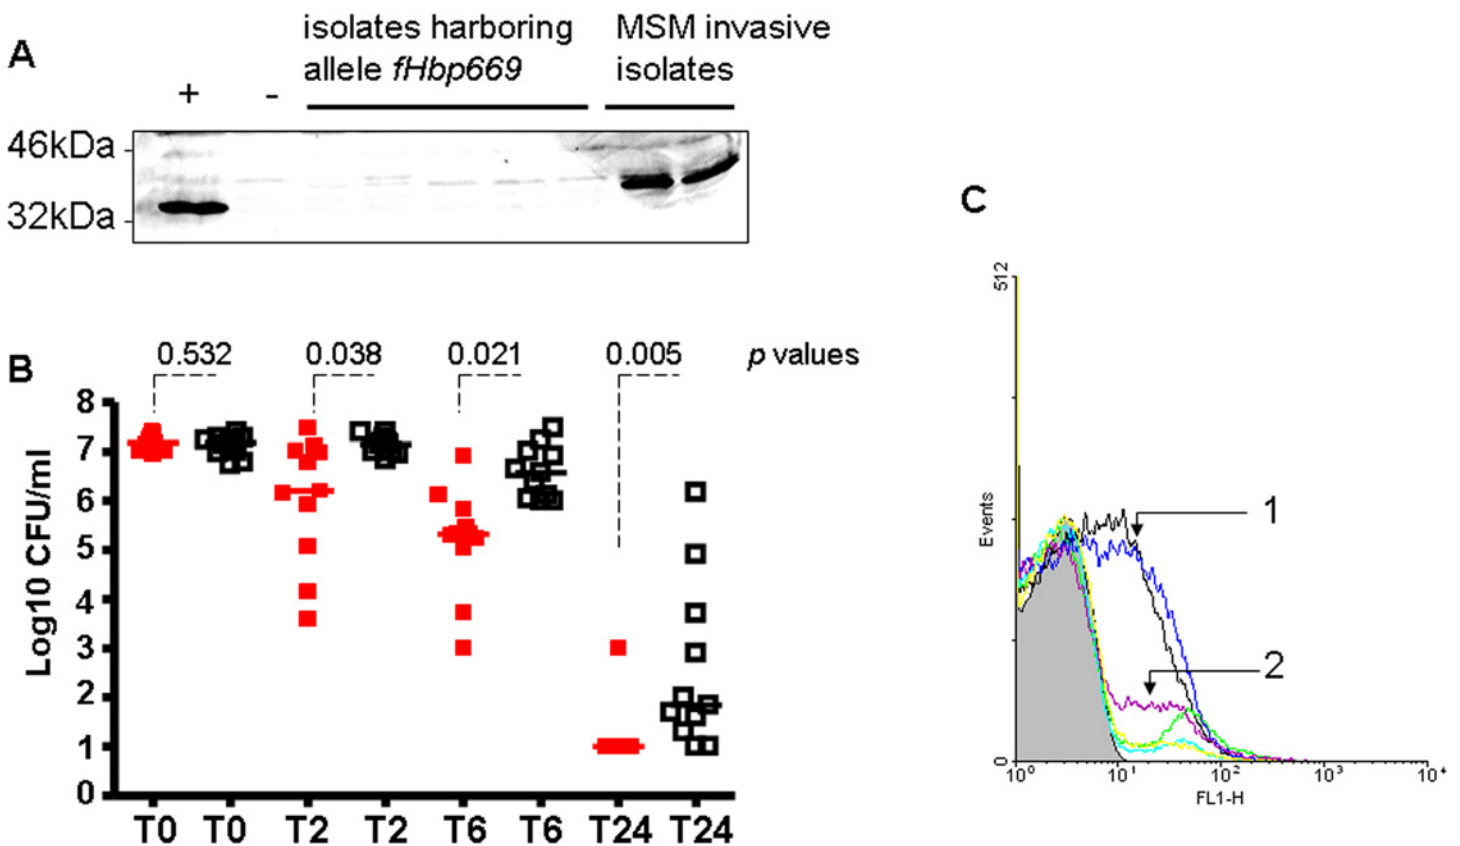 A
isolates harboring
allele fHbp669
MSM invasive
isolates
+ -
46kDa
32kDa
B
0.532 0.038 0.021 0.005 p values
Log10 CFU/ml
8
7
6
5
4
3
2
1
0
T0 T0 T2 T2 T6 T6 T24 T24
C
512
Events
0
1
2
10⁰ 10¹ 10² 10³ 10⁴
FL1-H